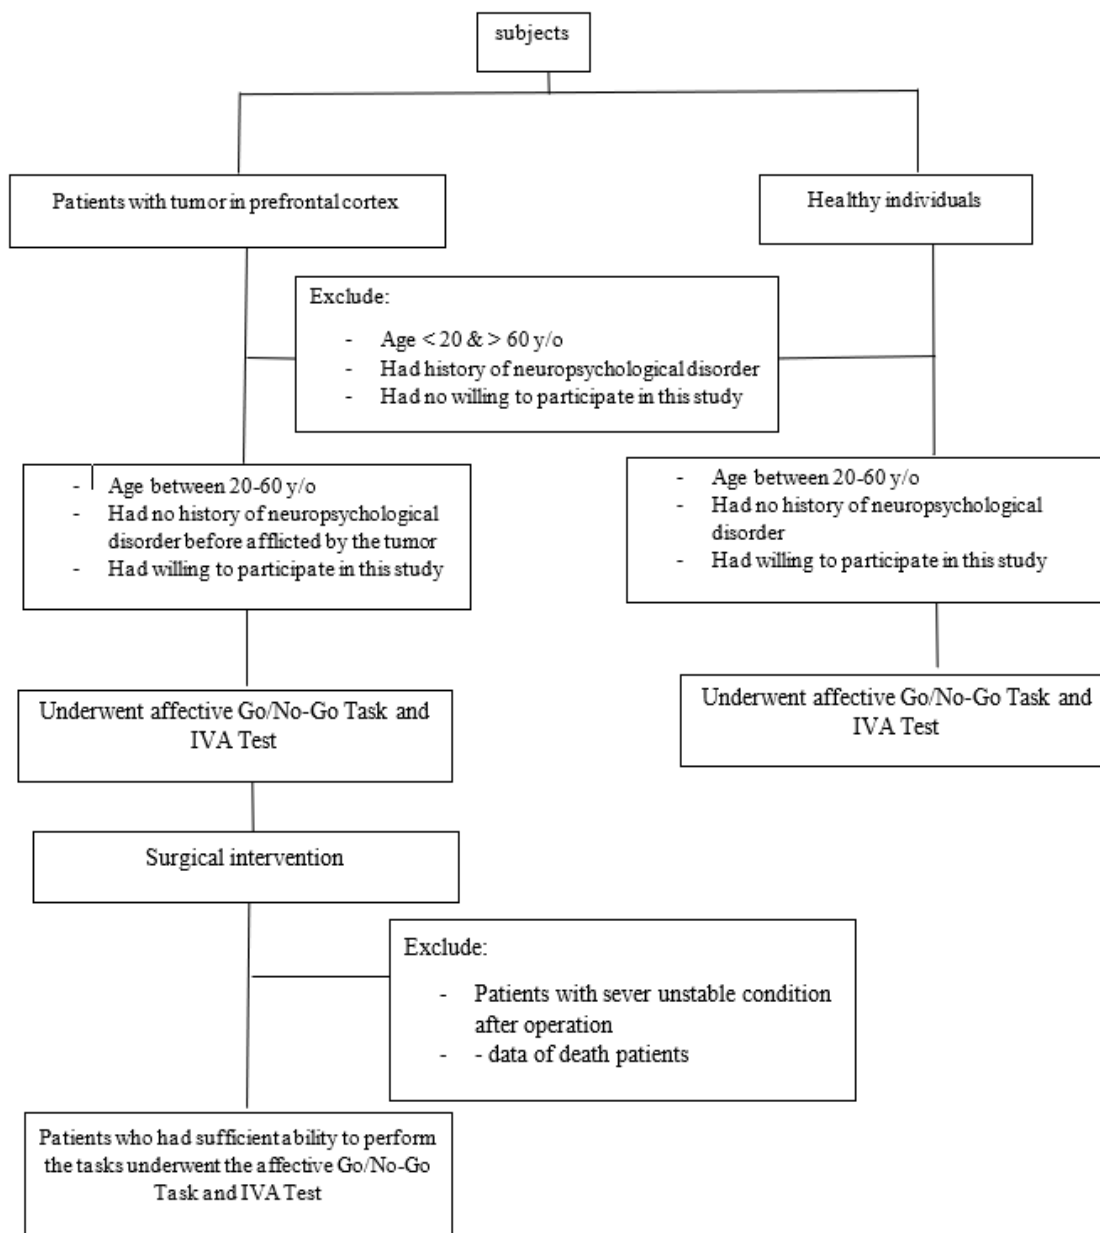 subjects
Patients with tumor in prefrontal cortex
Healthy individuals
Exclude:
- Age < 20 & > 60 y/o
- Had history of neuropsychological disorder
- Had no willing to participate in this study
- Age between 20-60 y/o
- Had no history of neuropsychological
disorder before afflicted by the tumor
- Had willing to participate in this study
- Age between 20-60 y/o
- Had no history of neuropsychological
disorder
- Had willing to participate in this study
Underwent affective Go/No-Go Task and
IVA Test
Underwent affective Go/No-Go Task and
IVA Test
Surgical intervention
Exclude:
- Patients with sever unstable condition
after operation
- - data of death patients
Patients who had sufficient ability to perform
the tasks underwent the affective Go/No-Go
Task and IVA Test